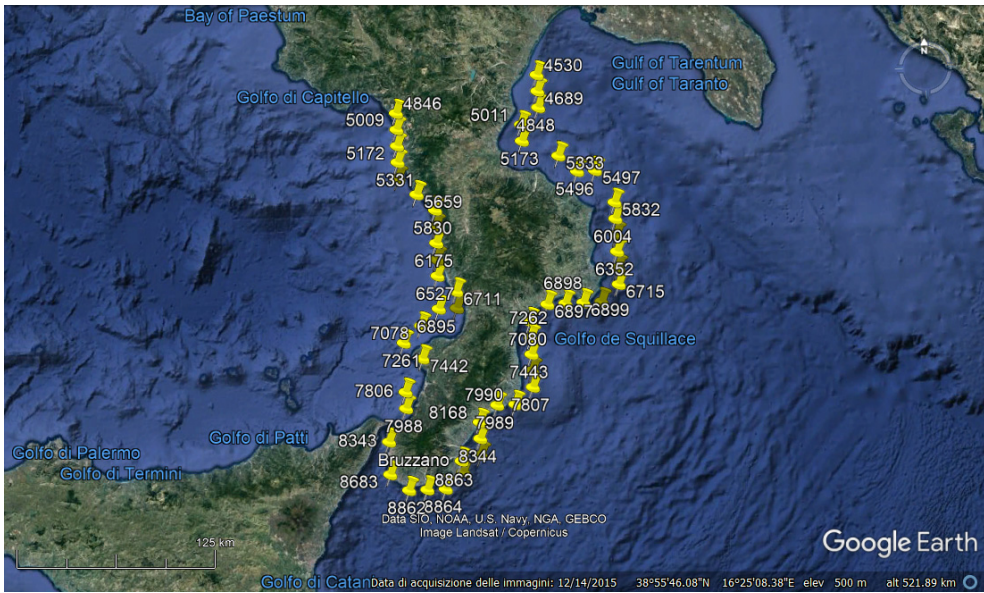 Bay of Paestum
4530
Gulf of Tarentum
Gulf of Taranto
Golfo di Capitello
4846
4689
5009
5011
4848
5172
5173
5333
5331
5496
5497
5659
5832
5830
6004
6175
6352
6527
6711
6898
6715
6895
6897
6899
7078
7262
7080
Golfo de Squillace
7261
7442
7443
7806
7990
7807
7988
8168
7989
Golfo di Patti
8343
8344
Golfo di Palermo
Bruzzano
Golfo di Termini
8683
8863
8862
8864
Data SIO, NOAA, U.S. Navy, NGA, GEBCO
Image Landsat / Copernicus
125 km
Google Earth
Golfo di Catan
Data di acquisizione delle immagini: 12/14/2015 38°55'46.08"N 16°25'08.38"E elev 500 m alt 521.89 km